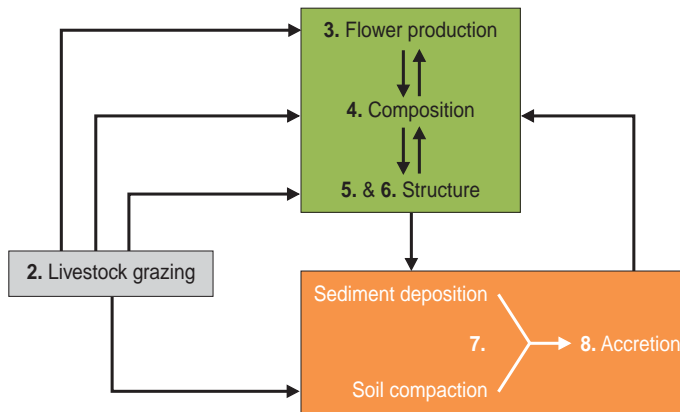 3. Flower production
4. Composition
5. & 6. Structure
2. Livestock grazing
Sediment deposition
7.
8. Accretion
Soil compaction